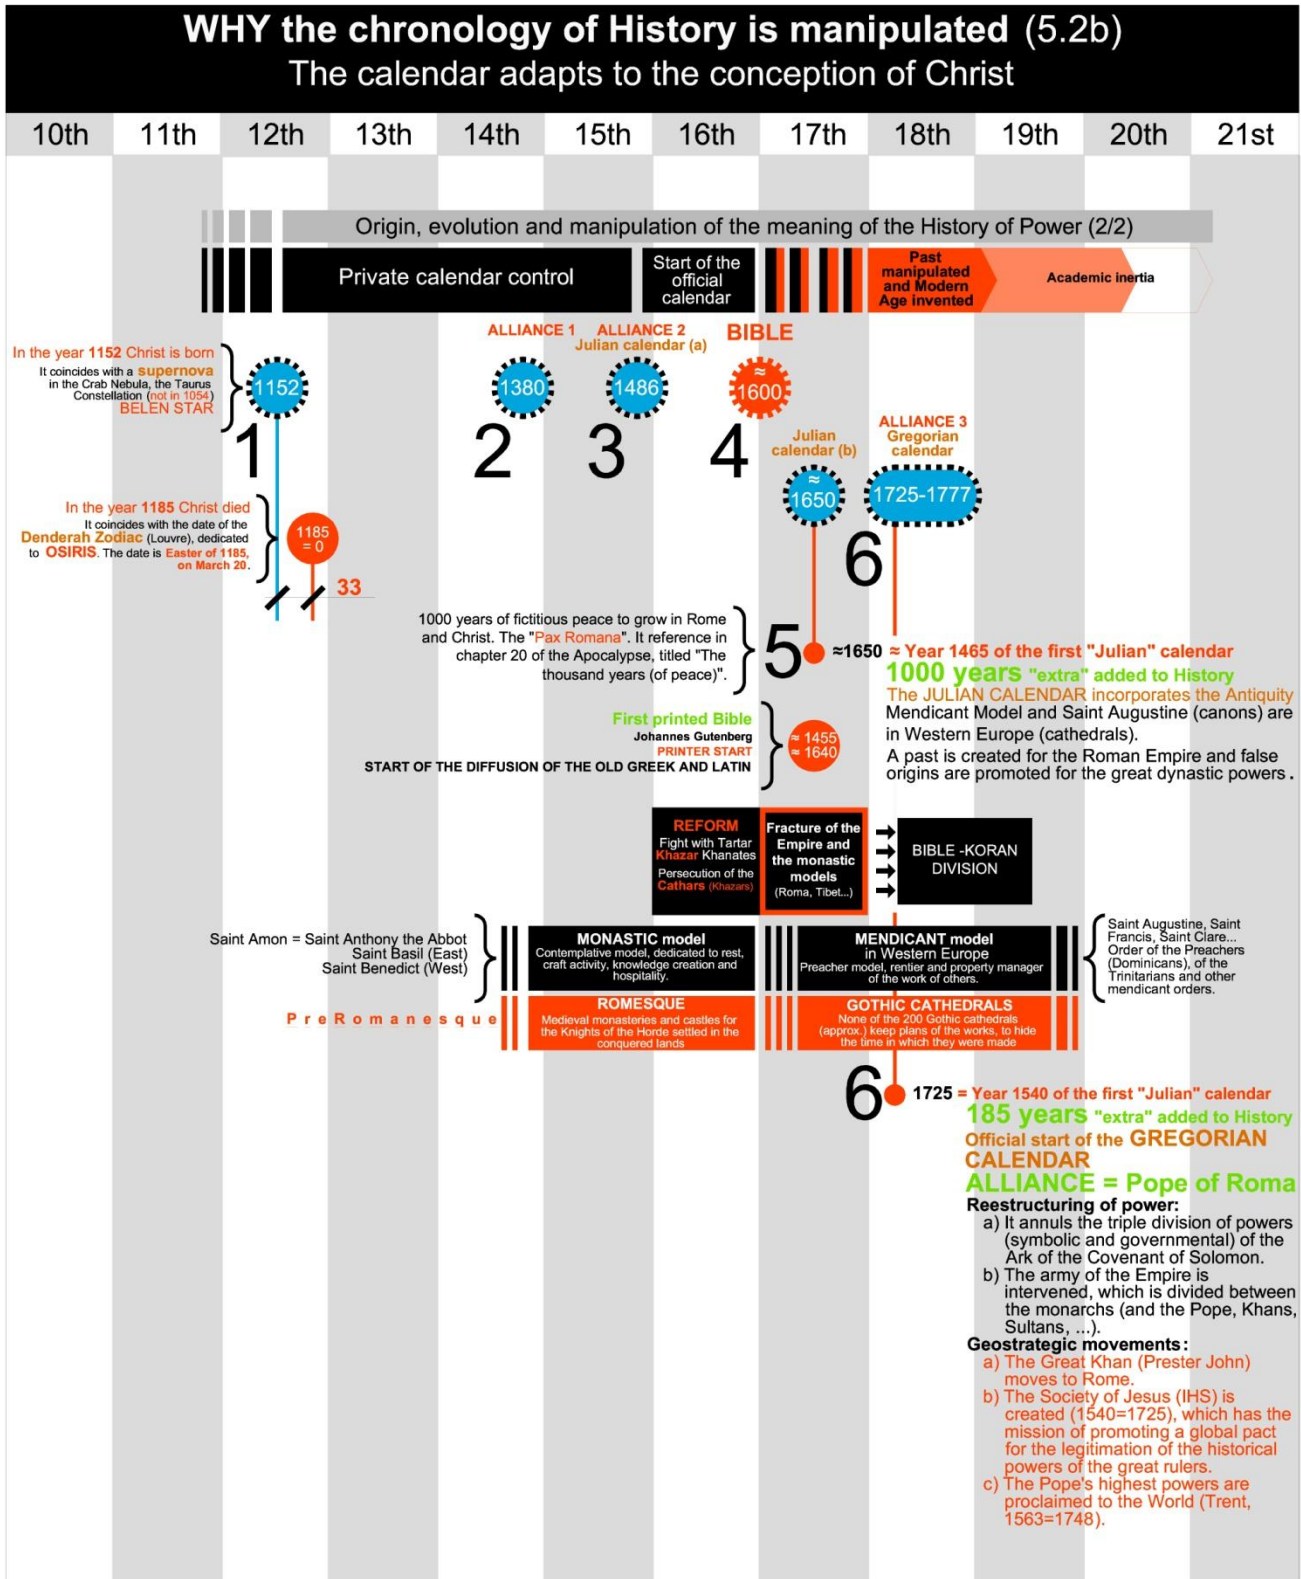 WHY the chronology of History is manipulated (5.2b)
The calendar adapts to the conception of Christ
10th 11th 12th 13th 14th 15th 16th 17th 18th 19th 20th 21st
Origin, evolution and manipulation of the meaning of the History of Power (2/2)
Private calendar control
Start of the
official
calendar
Past
manipulated
and Modern
Age invented
Academic inertia
In the year 1152 Christ is born
It coincides with a supernova
in the Crab Nebula, the Taurus
Constellation (not in 1054)
BELEN STAR
1152
1
ALLIANCE 1
1380
2
ALLIANCE 2
Julian calendar (a)
1486
3
BIBLE
≈
1600
4
Julian
calendar (b)
≈
1650
ALLIANCE 3
Gregorian
calendar
1725-1777
6
In the year 1185 Christ died
It coincides with the date of the
Denderah Zodiac (Louvre), dedicated
to OSIRIS. The date is Easter of 1185,
on March 20.
1185
= 0
33
1000 years of fictitious peace to grow in Rome
and Christ. The "Pax Romana". It reference in
chapter 20 of the Apocalypse, titled "The
thousand years (of peace)".
5
≈1650 ≈ Year 1465 of the first "Julian" calendar
1000 years "extra" added to History
The JULIAN CALENDAR incorporates the Antiquity
Mendicant Model and Saint Augustine (canons) are
in Western Europe (cathedrals).
A past is created for the Roman Empire and false
origins are promoted for the great dynastic powers.
First printed Bible
Johannes Gutenberg
PRINTER START
START OF THE DIFFUSION OF THE OLD GREEK AND LATIN
≈ 1455
≈ 1640
REFORM
Fight with Tartar
Khazar Khanates
Persecution of the
Cathars (Khazars)
Fracture of the
Empire and
the monastic
models
(Roma, Tibet...)
BIBLE -KORAN
DIVISION
Saint Amon = Saint Anthony the Abbot
Saint Basil (East)
Saint Benedict (West)
MONASTIC model
Contemplative model, dedicated to rest,
craft activity, knowledge creation and
hospitality.
MENDICANT model
in Western Europe
Preacher model, rentier and property manager
of the work of others.
Saint Augustine, Saint
Francis, Saint Clare...
Order of the Preachers
(Dominicans), of the
Trinitarians and other
mendicant orders.
PreRomanesque
ROMESQUE
Medieval monasteries and castles for
the Knights of the Horde settled in the
conquered lands
GOTHIC CATHEDRALS
None of the 200 Gothic cathedrals
(approx.) keep plans of the works, to hide
the time in which they were made
6
1725 = Year 1540 of the first "Julian" calendar
185 years "extra" added to History
Official start of the GREGORIAN
CALENDAR
ALLIANCE = Pope of Roma
Reestructuring of power:
a) It annuls the triple division of powers
(symbolic and governmental) of the
Ark of the Covenant of Solomon.
b) The army of the Empire is
intervened, which is divided between
the monarchs (and the Pope, Khans,
Sultans, ...).
Geostrategic movements:
a) The Great Khan (Prester John)
moves to Rome.
b) The Society of Jesus (IHS) is
created (1540=1725), which has the
mission of promoting a global pact
for the legitimation of the historical
powers of the great rulers.
c) The Pope's highest powers are
proclaimed to the World (Trent,
1563=1748).